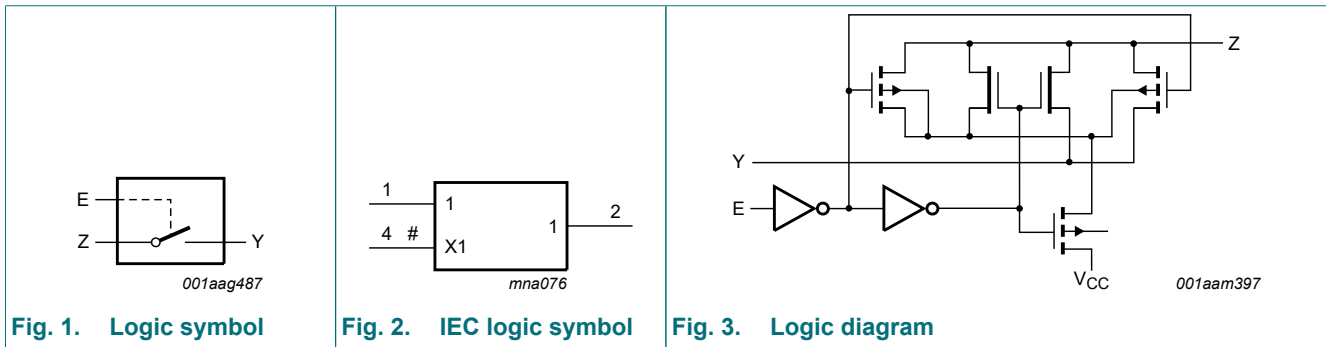 E
Z
Y
001aag487
Fig. 1. Logic symbol
1
1
4 #
X1
1
2
mna076
Fig. 2. IEC logic symbol
Z
Y
E
VCC
001aam397
Fig. 3. Logic diagram